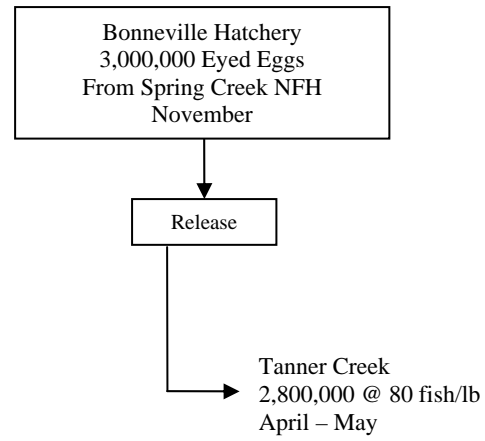 Bonneville Hatchery
3,000,000 Eyed Eggs
From Spring Creek NFH
November
Release
Tanner Creek
2,800,000 @ 80 fish/lb
April – May